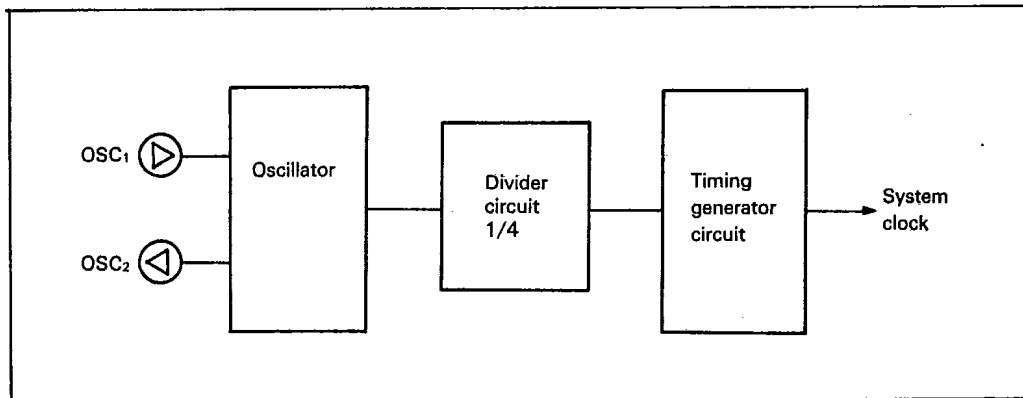 OSC₁
OSC₂
Oscillator
Divider
circuit
1/4
Timing
generator
circuit
System
clock